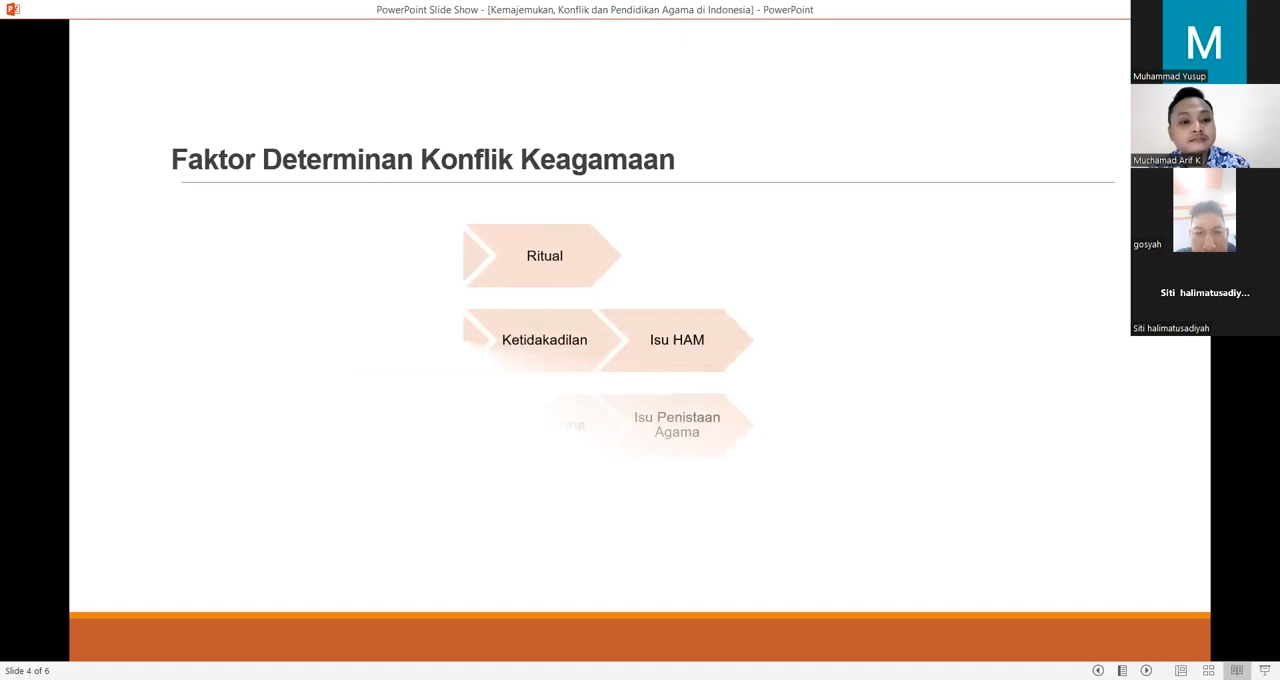 PowerPoint Slide Show - [Kemajemukan, Konflik dan Pendidikan Agama di Indonesia] - PowerPoint
M
Muhammad Yusup
Muchamad Arif K
gosyah
Siti halimatusadiy...
Siti halimatusadiyah
Faktor Determinan Konflik Keagamaan
Ritual
Ketidakadilan
Isu HAM
Isu Penistaan
Agama
Slide 4 of 6